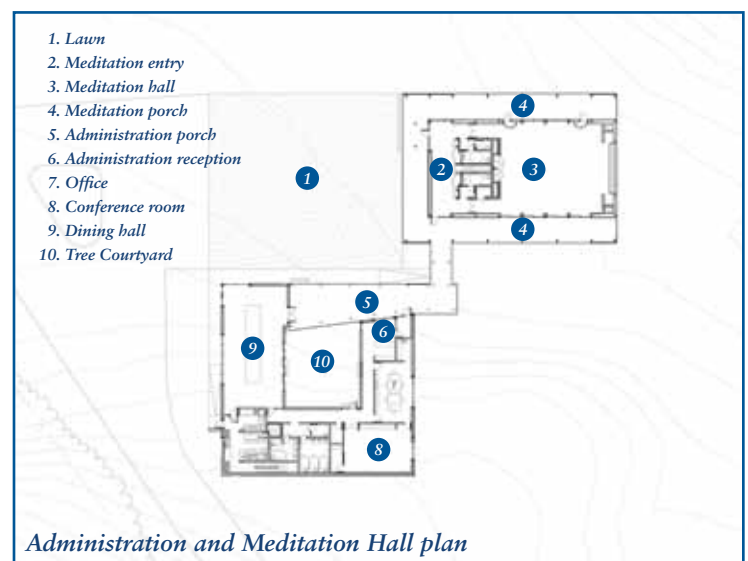 1. Lawn
2. Meditation entry
3. Meditation hall
4. Meditation porch
5. Administration porch
6. Administration reception
7. Office
8. Conference room
9. Dining hall
10. Tree Courtyard
4
2
3
1
4
5
6
9
10
8
Administration and Meditation Hall plan